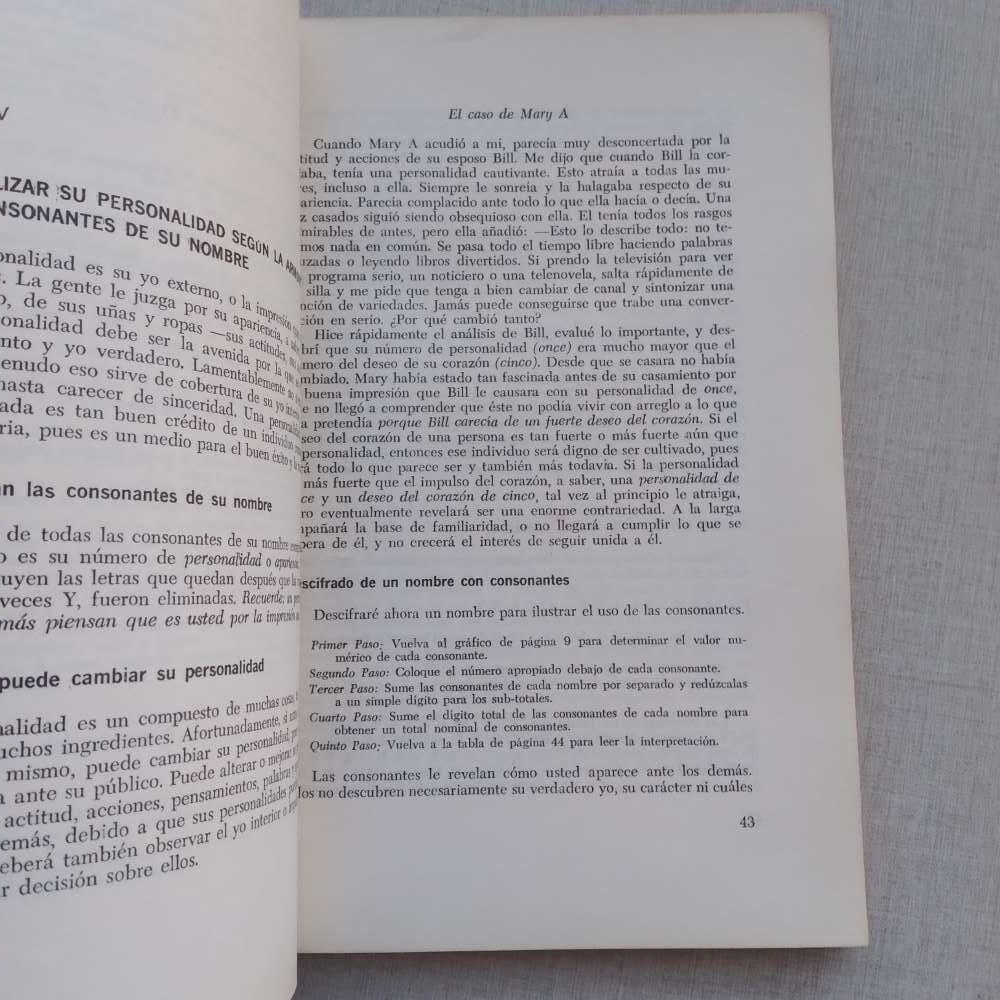 V
LIZAR SU PERSONALIDAD SEGÚN LA
NSONANTES DE SU NOMBRE
onalidad es su yo externo, o la impresión
s. La gente le juzga por su apariencia, a
o, de sus uñas y ropas —sus actitudes, sus
onalidad debe ser la avenida por la que
ento y yo verdadero. Lamentablemente no
enudo eso sirve de cobertura de su yo
hasta carecer de sinceridad. Una
ada es tan buen crédito de un individuo
ria, pues es un medio para el buen éxito y
an las consonantes de su nombre
de todas las consonantes de su nombre
o es su número de personalidad o
uyen las letras que quedan después que
veces Y, fueron eliminadas. Recuerde:
más piensan que es usted por la impresión
puede cambiar su personalidad
nalidad es un compuesto de muchas cosas,
uchos ingredientes. Afortunadamente, si
mismo, puede cambiar su personalidad,
a ante su público. Puede alterar o mejorar
actitud, acciones, pensamientos, palabras y
emás, debido a que sus personalidades
eberá también observar el yo interior o
r decisión sobre ellos.
El caso de Mary A
Cuando Mary A acudió a mí, parecía muy desconcertada por la
titud y acciones de su esposo Bill. Me dijo que cuando Bill la cor-
aba, tenía una personalidad cautivante. Esto atraía a todas las mu-
res, incluso a ella. Siempre le sonreía y la halagaba respecto de su
pariencia. Parecía complacido ante todo lo que ella hacía o decía. Una
z casados siguió siendo obsequioso con ella. El tenía todos los rasgos
mirables de antes, pero ella añadió: —Esto lo describe todo: no te-
mos nada en común. Se pasa todo el tiempo libre haciendo palabras
uzadas o leyendo libros divertidos. Si prendo la televisión para ver
programa serio, un noticiero o una telenovela, salta rápidamente de
silla y me pide que tenga a bien cambiar de canal y sintonizar una
nción de variedades. Jamás puede conseguirse que trabe una conver-
ción en serio. ¿Por qué cambió tanto?
Hice rápidamente el análisis de Bill, evalué lo importante, y des-
brí que su número de personalidad (once) era mucho mayor que el
mero del deseo de su corazón (cinco). Desde que se casara no había
mbiado. Mary había estado tan fascinada antes de su casamiento por
buena impresión que Bill le causara con su personalidad de once,
e no llegó a comprender que éste no podía vivir con arreglo a lo que
a pretendía porque Bill carecía de un fuerte deseo del corazón. Si el
seo del corazón de una persona es tan fuerte o más fuerte aún que
personalidad, entonces ese individuo será digno de ser cultivado, pues
rá todo lo que parece ser y también más todavía. Si la personalidad
más fuerte que el impulso del corazón, a saber, una personalidad de
ce y un deseo del corazón de cinco, tal vez al principio le atraiga,
ro eventualmente revelará ser una enorme contrariedad. A la larga
mpañará la base de familiaridad, o no llegará a cumplir lo que se
pera de él, y no crecerá el interés de seguir unida a él.
scifrado de un nombre con consonantes
Descifraré ahora un nombre para ilustrar el uso de las consonantes.
Primer Paso: Vuelva al gráfico de página 9 para determinar el valor nu-
mérico de cada consonante.
Segundo Paso: Coloque el número apropiado debajo de cada consonante.
Tercer Paso: Sume las consonantes de cada nombre por separado y redúzcalas
a un simple dígito para los sub-totales.
Cuarto Paso: Sume el dígito total de las consonantes de cada nombre para
obtener un total nominal de consonantes.
Quinto Paso: Vuelva a la tabla de página 44 para leer la interpretación.
Las consonantes le revelan cómo usted aparece ante los demás.
los no descubren necesariamente su verdadero yo, su carácter ni cuáles
43